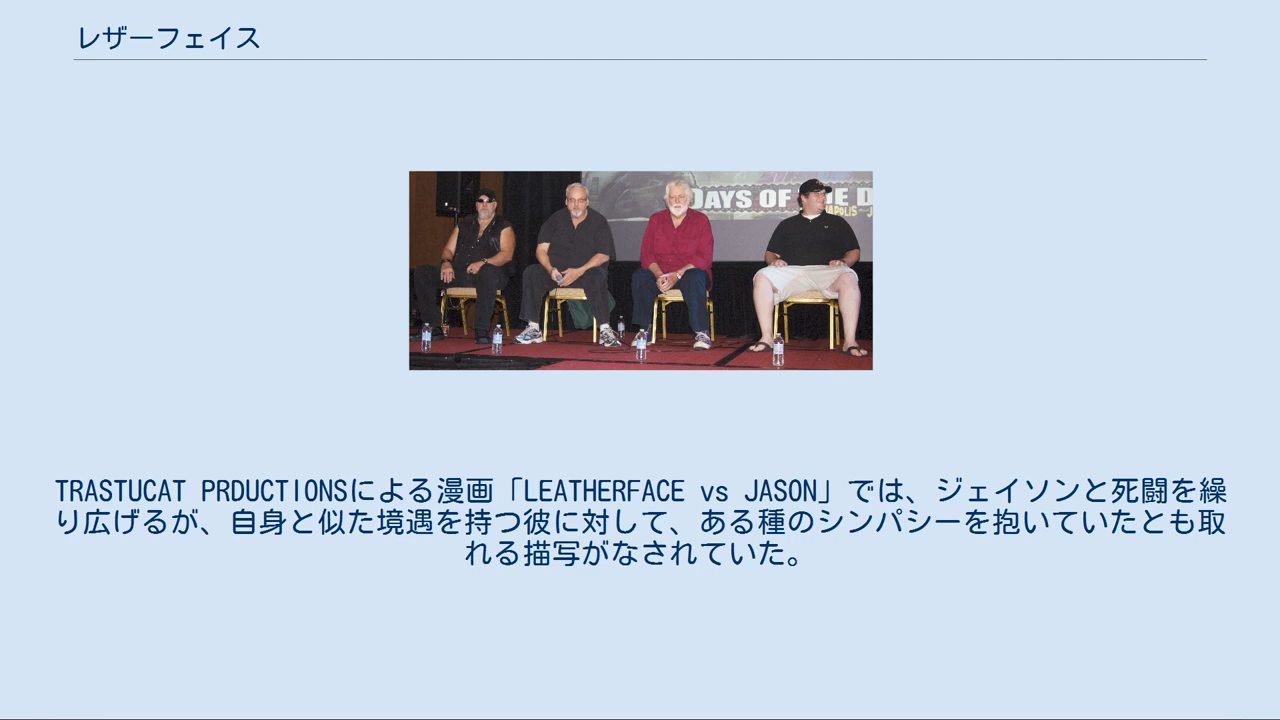 レザーフェイス
DAYS OF THE D
APOLIS-J
TRASTUCAT PRDUCTIONSによる漫画「LEATHERFACE vs JASON」では、ジェイソンと死闘を繰
り広げるが、自身と似た境遇を持つ彼に対して、ある種のシンパシーを抱いていたとも取
れる描写がなされていた。